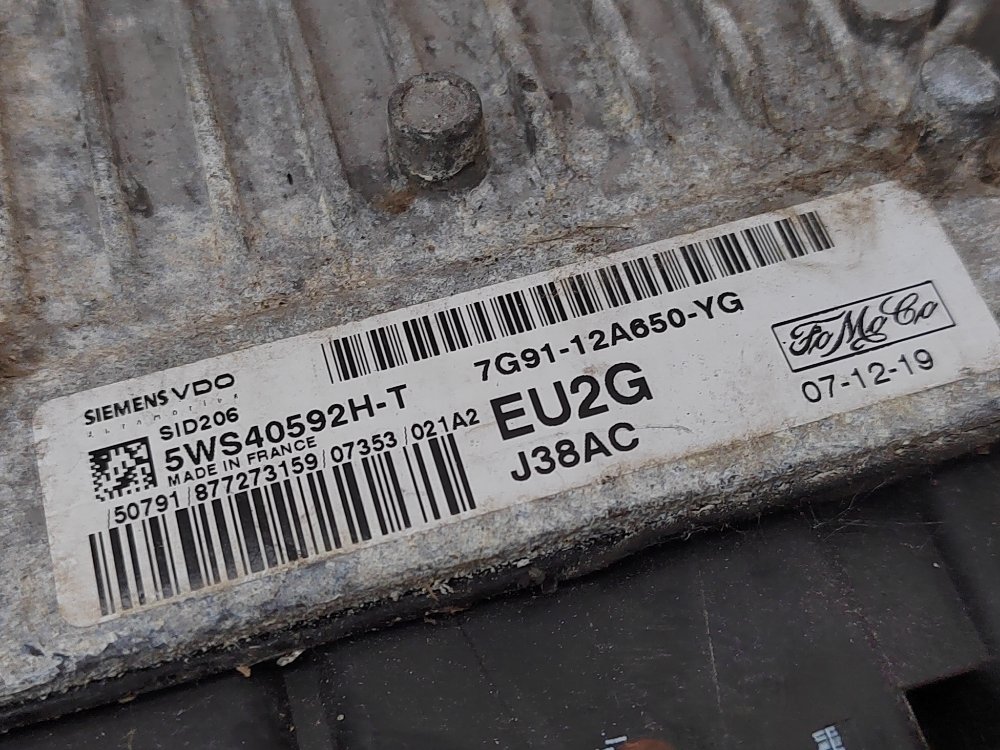 SIEMENS VDO
automotive
SID206
5WS40592H-T
MADE IN FRANCE
/50791/877273159/07353/021A2
7G91-12A650-YG
EU2G
J38AC
FoMoCo
07-12-19